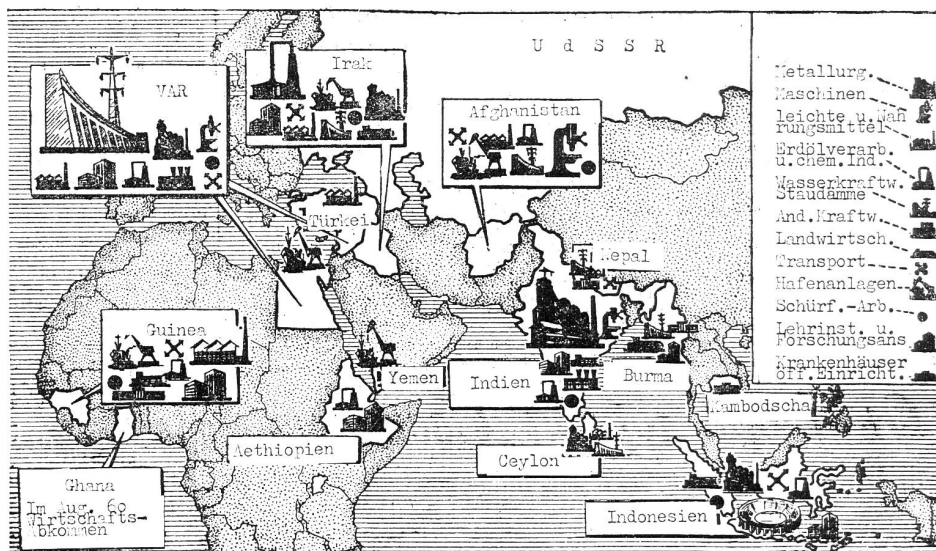 U d S S R
VAR
Irak
Afghanistan
Türkei
Nepal
Guinea
Yemen
Indien
Burma
Kambodscha
Aethiopien
Ceylon
Ghana
Im Aug. 60
Wirtschafts-
abkommen
Indonesien
Metallurg.
Maschinen
leichte u.Nah
rungsmittel
Erdölverarb.
u.chem.Ind.
Wasserkraftw.
Staudämme
And.Kraftw.
Landwirtsch.
Transport
Hafenanlagen
Schürf.-Arb.
Lehrinst. u.
Forschungsans
Krankenhäuser
öff.Einricht.